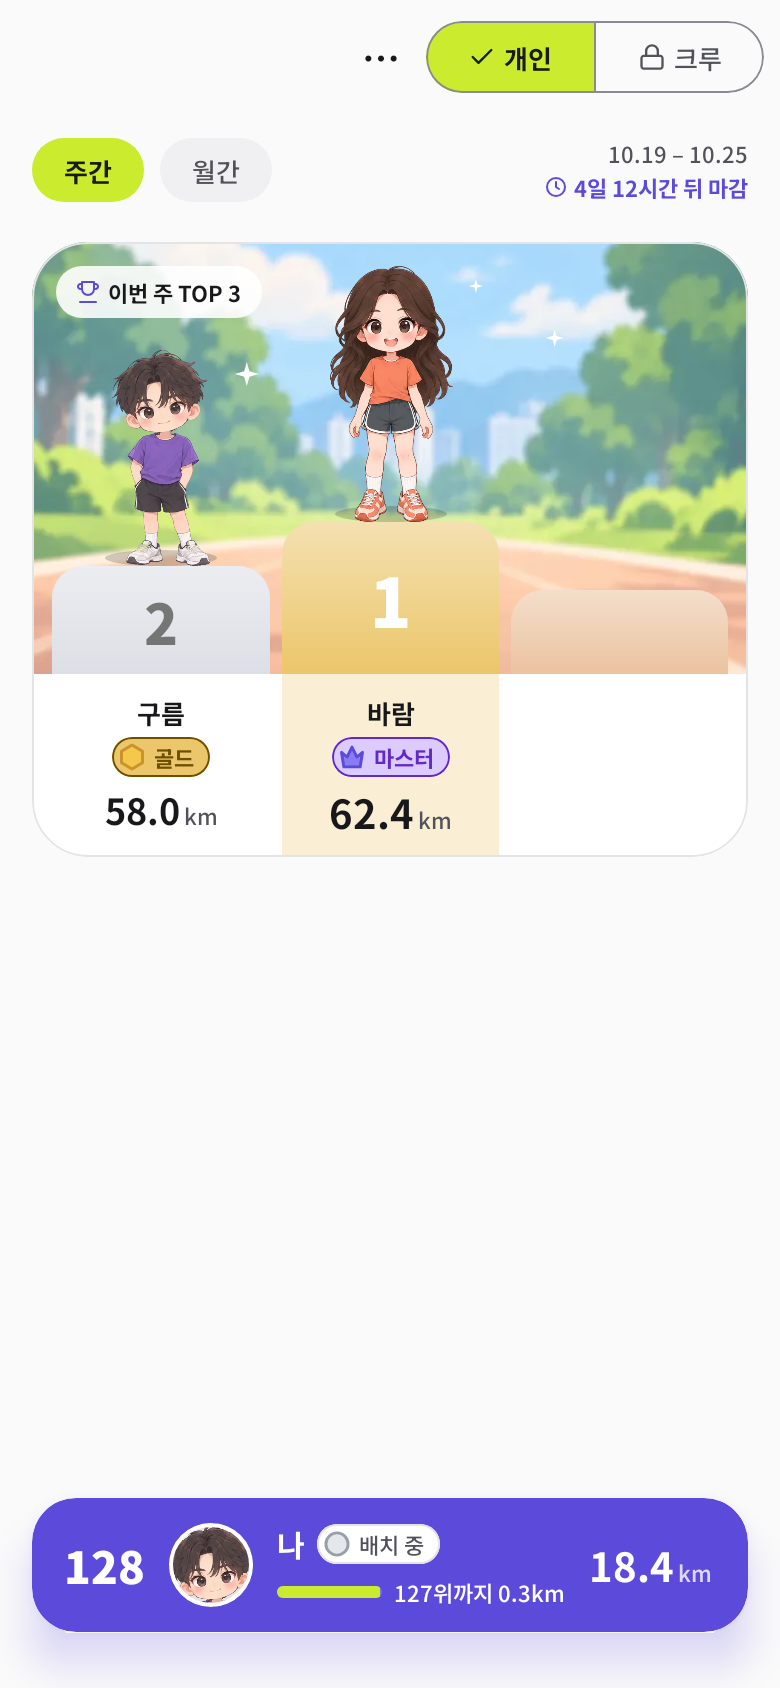 개인
크루
주간
월간
10.19 – 10.25
4일 12시간 뒤 마감
이번 주 TOP 3
2
1
구름
골드
58.0 km
바람
마스터
62.4 km
128
나
배치 중
127위까지 0.3km
18.4 km